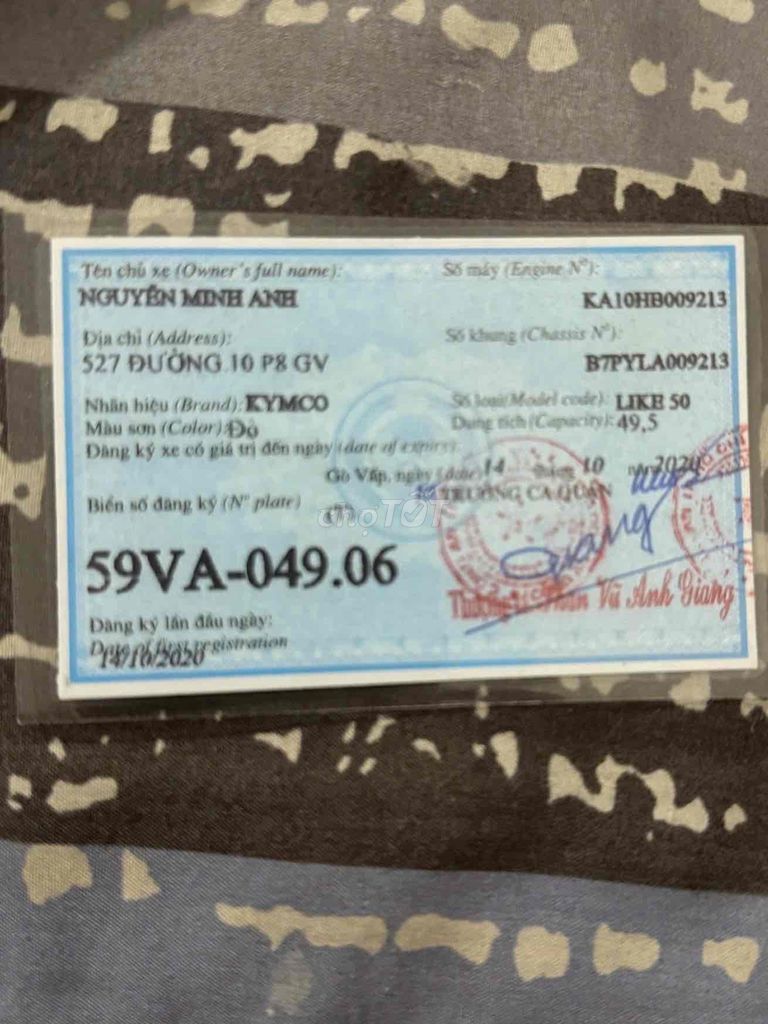 Tên chủ xe (Owner's full name):
NGUYỄN MINH ANH
Số máy (Engine N°):
KA10HB009213
Địa chỉ (Address):
527 ĐƯỜNG 10 P8 GV
Số khung (Chassis N°):
B7PYLA009213
Nhãn hiệu (Brand): KYMCO
Số loại (Model code): LIKE 50
Màu sơn (Color): Đỏ
Dung tích (Capacity): 49,5
Đăng ký xe có giá trị đến ngày (date of expiry):
Gò Vấp, ngày (date) 14 tháng 10 năm 2020
Biển số đăng ký (N° plate)
TRƯỞNG CA QUẬN
chợTỐT
59VA-049.06
Quang
Vũ Anh Giang
Đăng ký lần đầu ngày:
Date of first registration
14/10/2020